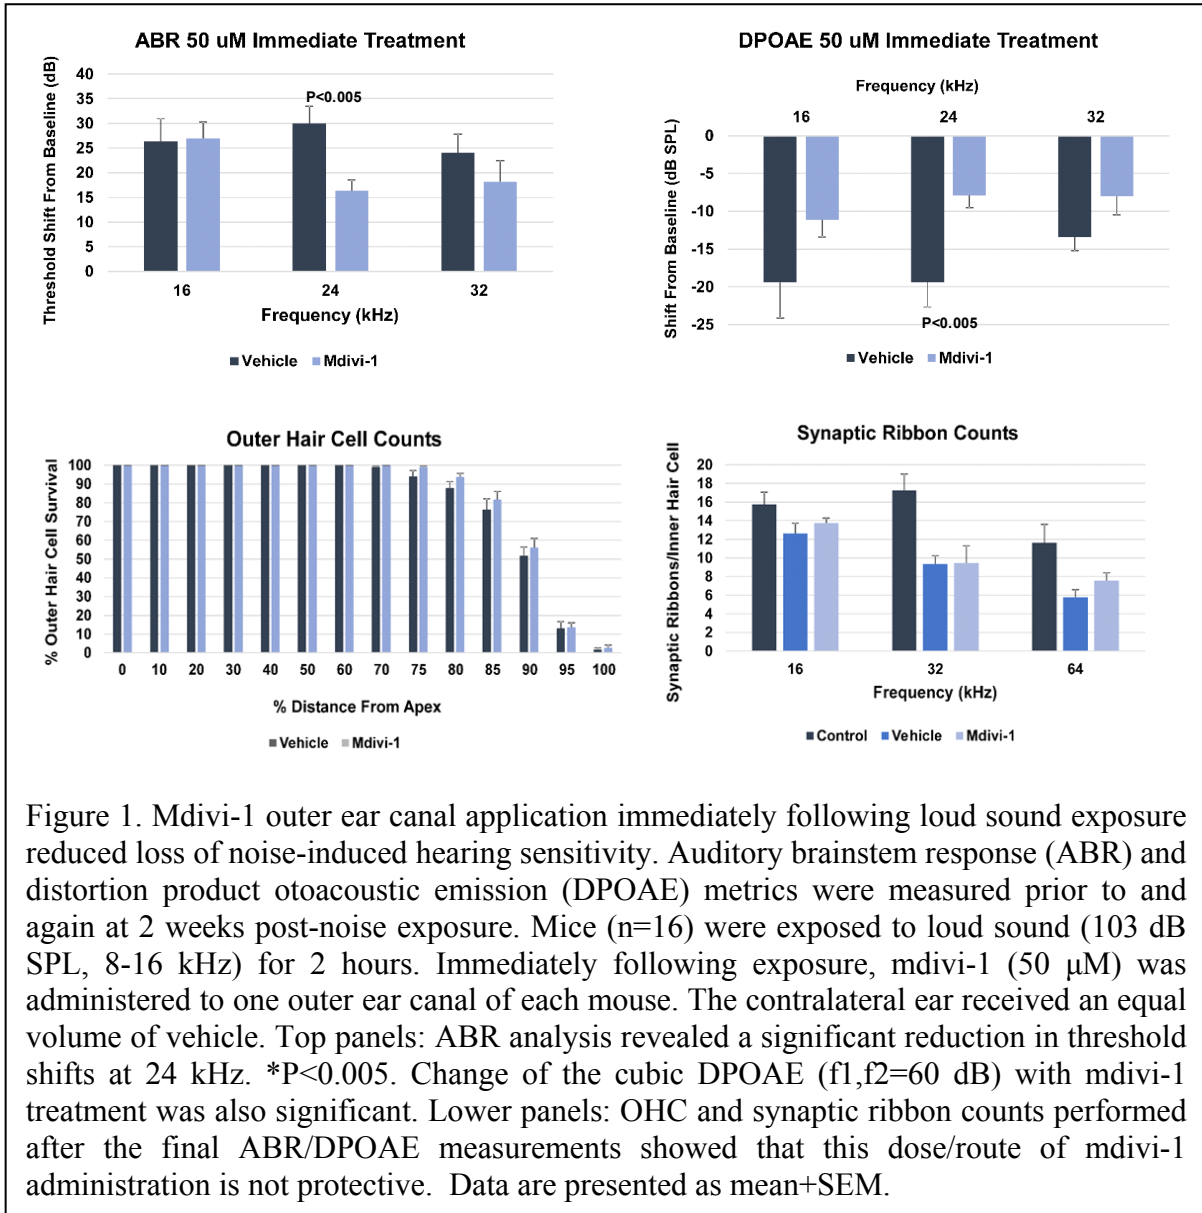 ABR 50 uM Immediate Treatment
Threshold Shift From Baseline (dB)
40
35
30
25
20
15
10
5
0
P<0.005
16 24 32
Frequency (kHz)
Vehicle Mdivi-1
DPOAE 50 uM Immediate Treatment
Frequency (kHz)
16 24 32
Shift From Baseline (dB SPL)
0
-5
-10
-15
-20
-25
P<0.005
Vehicle Mdivi-1
Outer Hair Cell Counts
% Outer Hair Cell Survival
100
90
80
70
60
50
40
30
20
10
0
0 10 20 30 40 50 60 70 75 80 85 90 95 100
% Distance From Apex
Vehicle Mdivi-1
Synaptic Ribbon Counts
Synaptic Ribbons/Inner Hair Cell
20
18
16
14
12
10
8
6
4
2
0
16 32 64
Frequency (kHz)
Control Vehicle Mdivi-1
Figure 1. Mdivi-1 outer ear canal application immediately following loud sound exposure
reduced loss of noise-induced hearing sensitivity. Auditory brainstem response (ABR) and
distortion product otoacoustic emission (DPOAE) metrics were measured prior to and
again at 2 weeks post-noise exposure. Mice (n=16) were exposed to loud sound (103 dB
SPL, 8-16 kHz) for 2 hours. Immediately following exposure, mdivi-1 (50 μM) was
administered to one outer ear canal of each mouse. The contralateral ear received an equal
volume of vehicle. Top panels: ABR analysis revealed a significant reduction in threshold
shifts at 24 kHz. *P<0.005. Change of the cubic DPOAE (f1,f2=60 dB) with mdivi-1
treatment was also significant. Lower panels: OHC and synaptic ribbon counts performed
after the final ABR/DPOAE measurements showed that this dose/route of mdivi-1
administration is not protective.  Data are presented as mean+SEM.